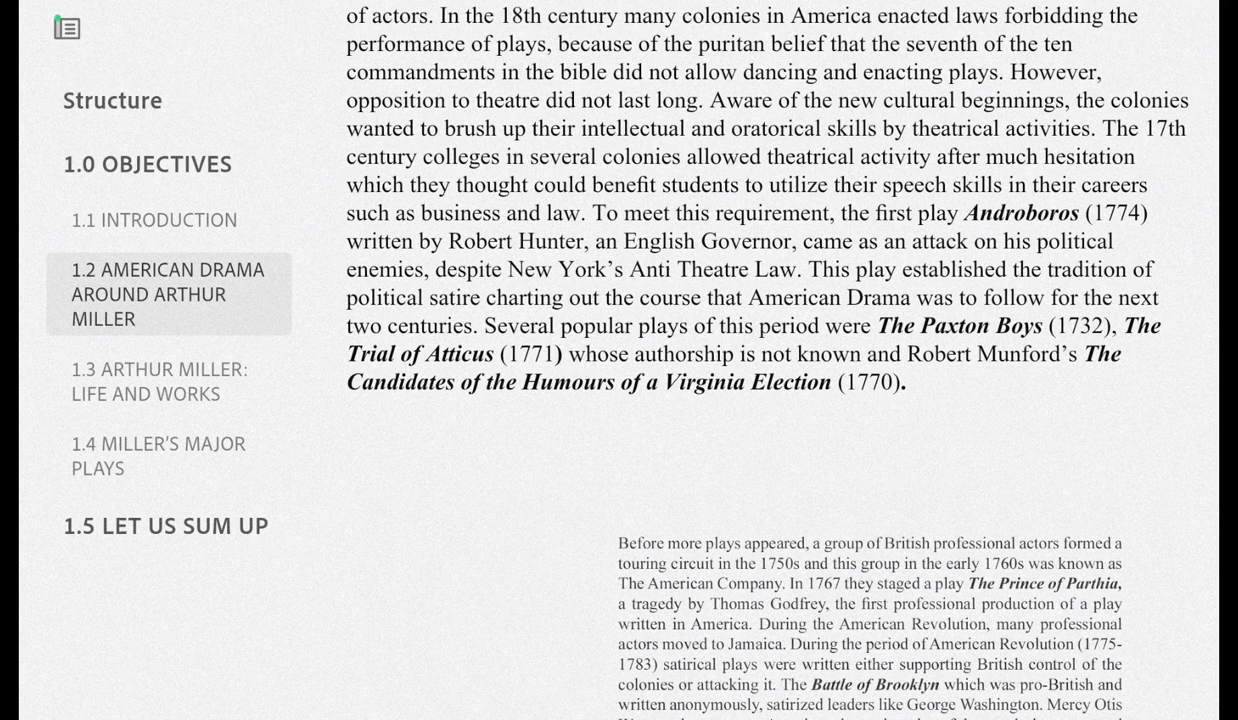 of actors. In the 18th century many colonies in America enacted laws forbidding the
performance of plays, because of the puritan belief that the seventh of the ten
commandments in the bible did not allow dancing and enacting plays. However,
opposition to theatre did not last long. Aware of the new cultural beginnings, the colonies
wanted to brush up their intellectual and oratorical skills by theatrical activities. The 17th
century colleges in several colonies allowed theatrical activity after much hesitation
which they thought could benefit students to utilize their speech skills in their careers
such as business and law. To meet this requirement, the first play Androboros (1774)
written by Robert Hunter, an English Governor, came as an attack on his political
enemies, despite New York’s Anti Theatre Law. This play established the tradition of
political satire charting out the course that American Drama was to follow for the next
two centuries. Several popular plays of this period were The Paxton Boys (1732), The
Trial of Atticus (1771) whose authorship is not known and Robert Munford’s The
Candidates of the Humours of a Virginia Election (1770).
Structure
1.0 OBJECTIVES
1.1 INTRODUCTION
1.2 AMERICAN DRAMA
AROUND ARTHUR
MILLER
1.3 ARTHUR MILLER:
LIFE AND WORKS
1.4 MILLER’S MAJOR
PLAYS
1.5 LET US SUM UP
Before more plays appeared, a group of British professional actors formed a
touring circuit in the 1750s and this group in the early 1760s was known as
The American Company. In 1767 they staged a play The Prince of Parthia,
a tragedy by Thomas Godfrey, the first professional production of a play
written in America. During the American Revolution, many professional
actors moved to Jamaica. During the period of American Revolution (1775-
1783) satirical plays were written either supporting British control of the
colonies or attacking it. The Battle of Brooklyn which was pro-British and
written anonymously, satirized leaders like George Washington. Mercy Otis